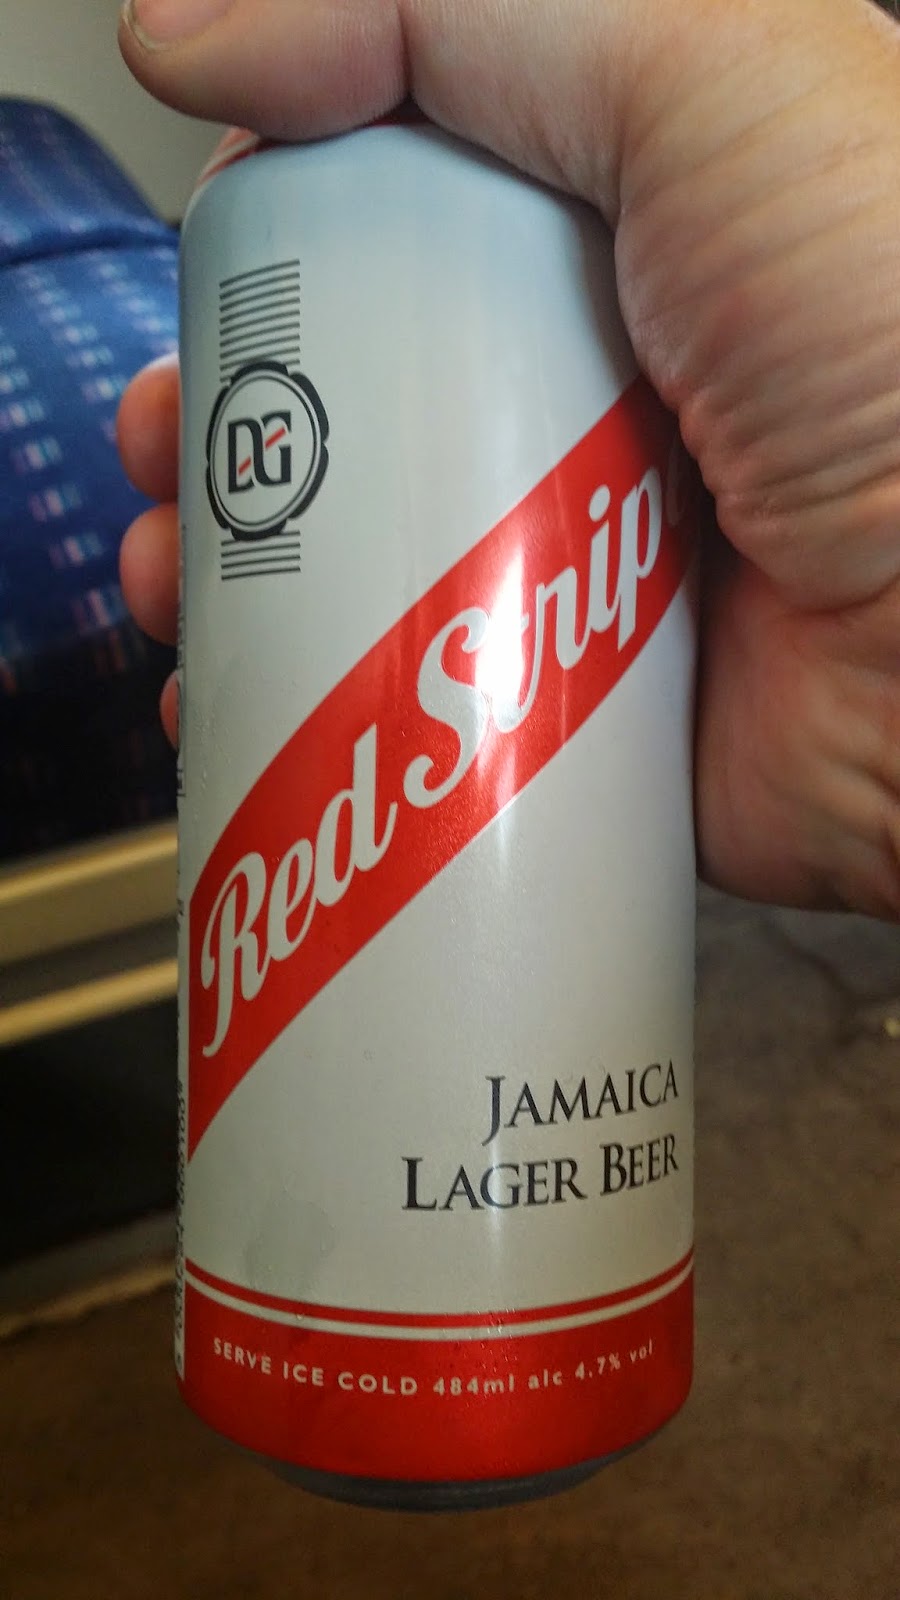 DG
Red Strip
JAMAICA
LAGER BEER
SERVE ICE COLD 484ml alc 4.7% vol